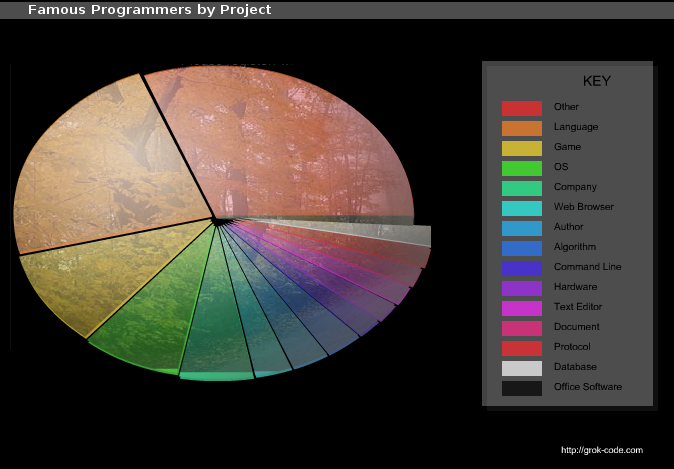 Famous Programmers by Project
KEY
Other
Language
Game
OS
Company
Web Browser
Author
Algorithm
Command Line
Hardware
Text Editor
Document
Protocol
Database
Office Software
http://grok-code.com